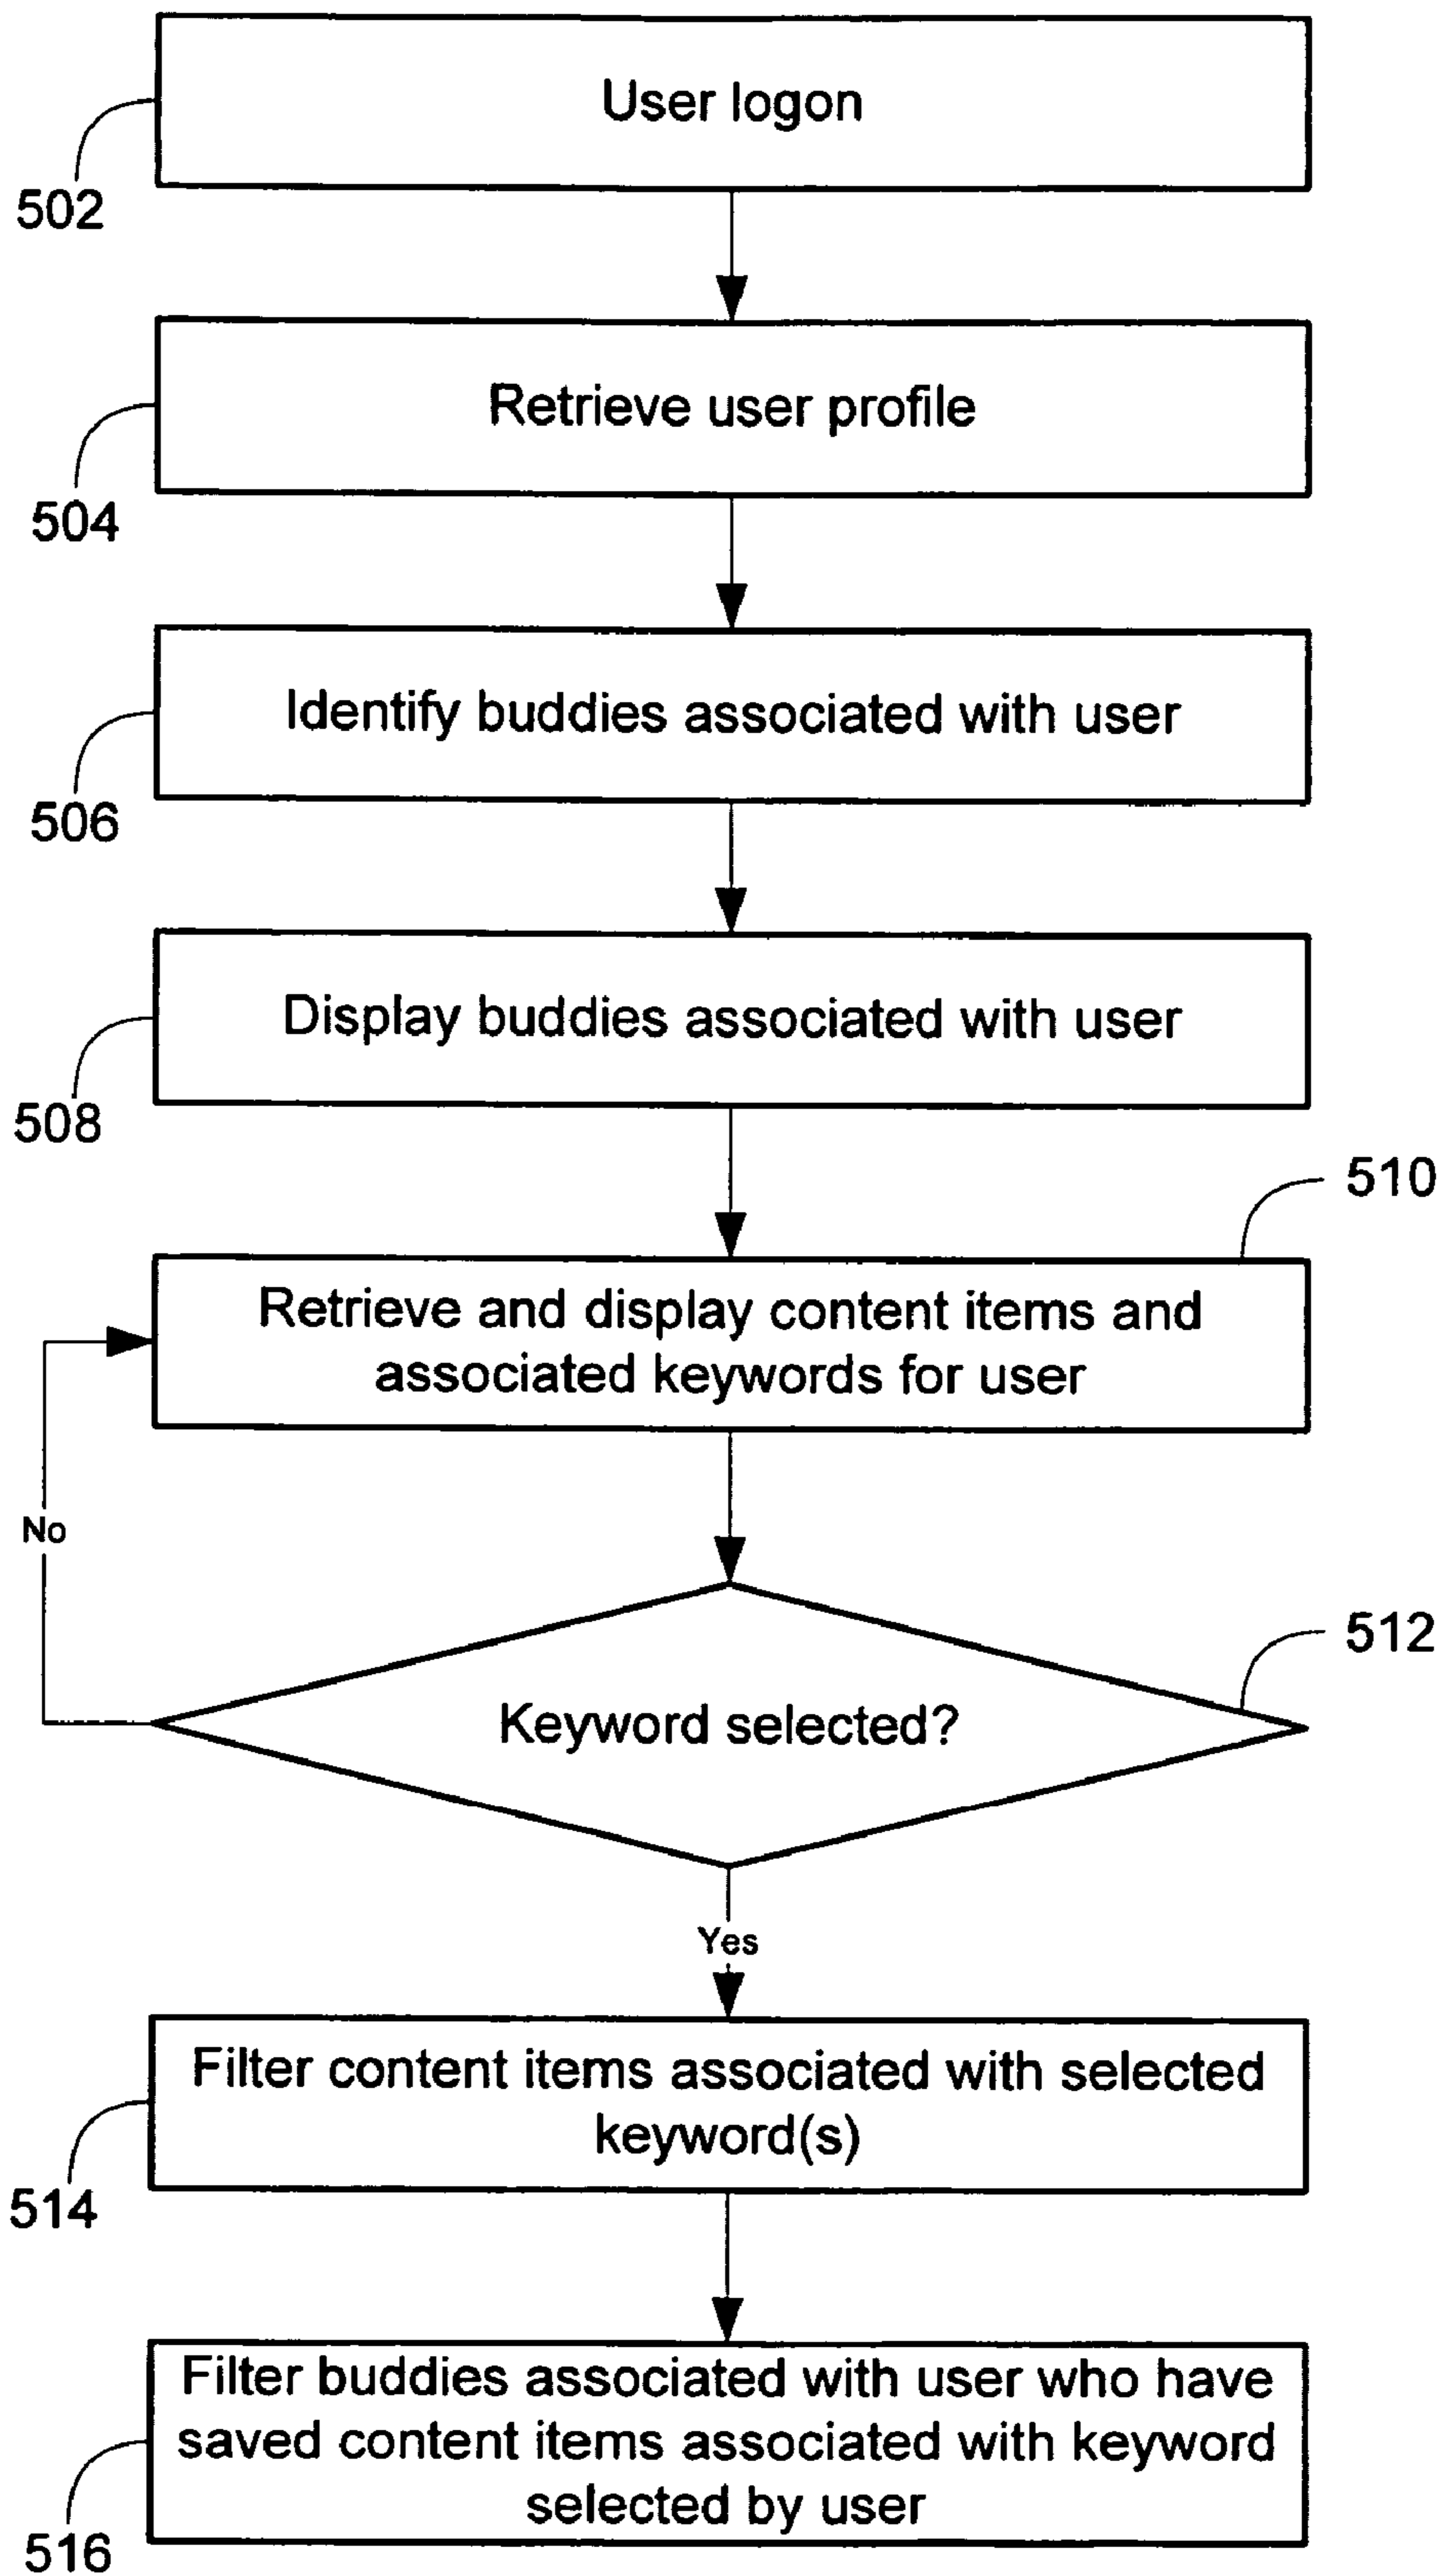 User logon
502
Retrieve user profile
504
Identify buddies associated with user
506
Display buddies associated with user
508
510
Retrieve and display content items and
associated keywords for user
No
512
Keyword selected?
Yes
Filter content items associated with selected
keyword(s)
514
Filter buddies associated with user who have
saved content items associated with keyword
selected by user
516